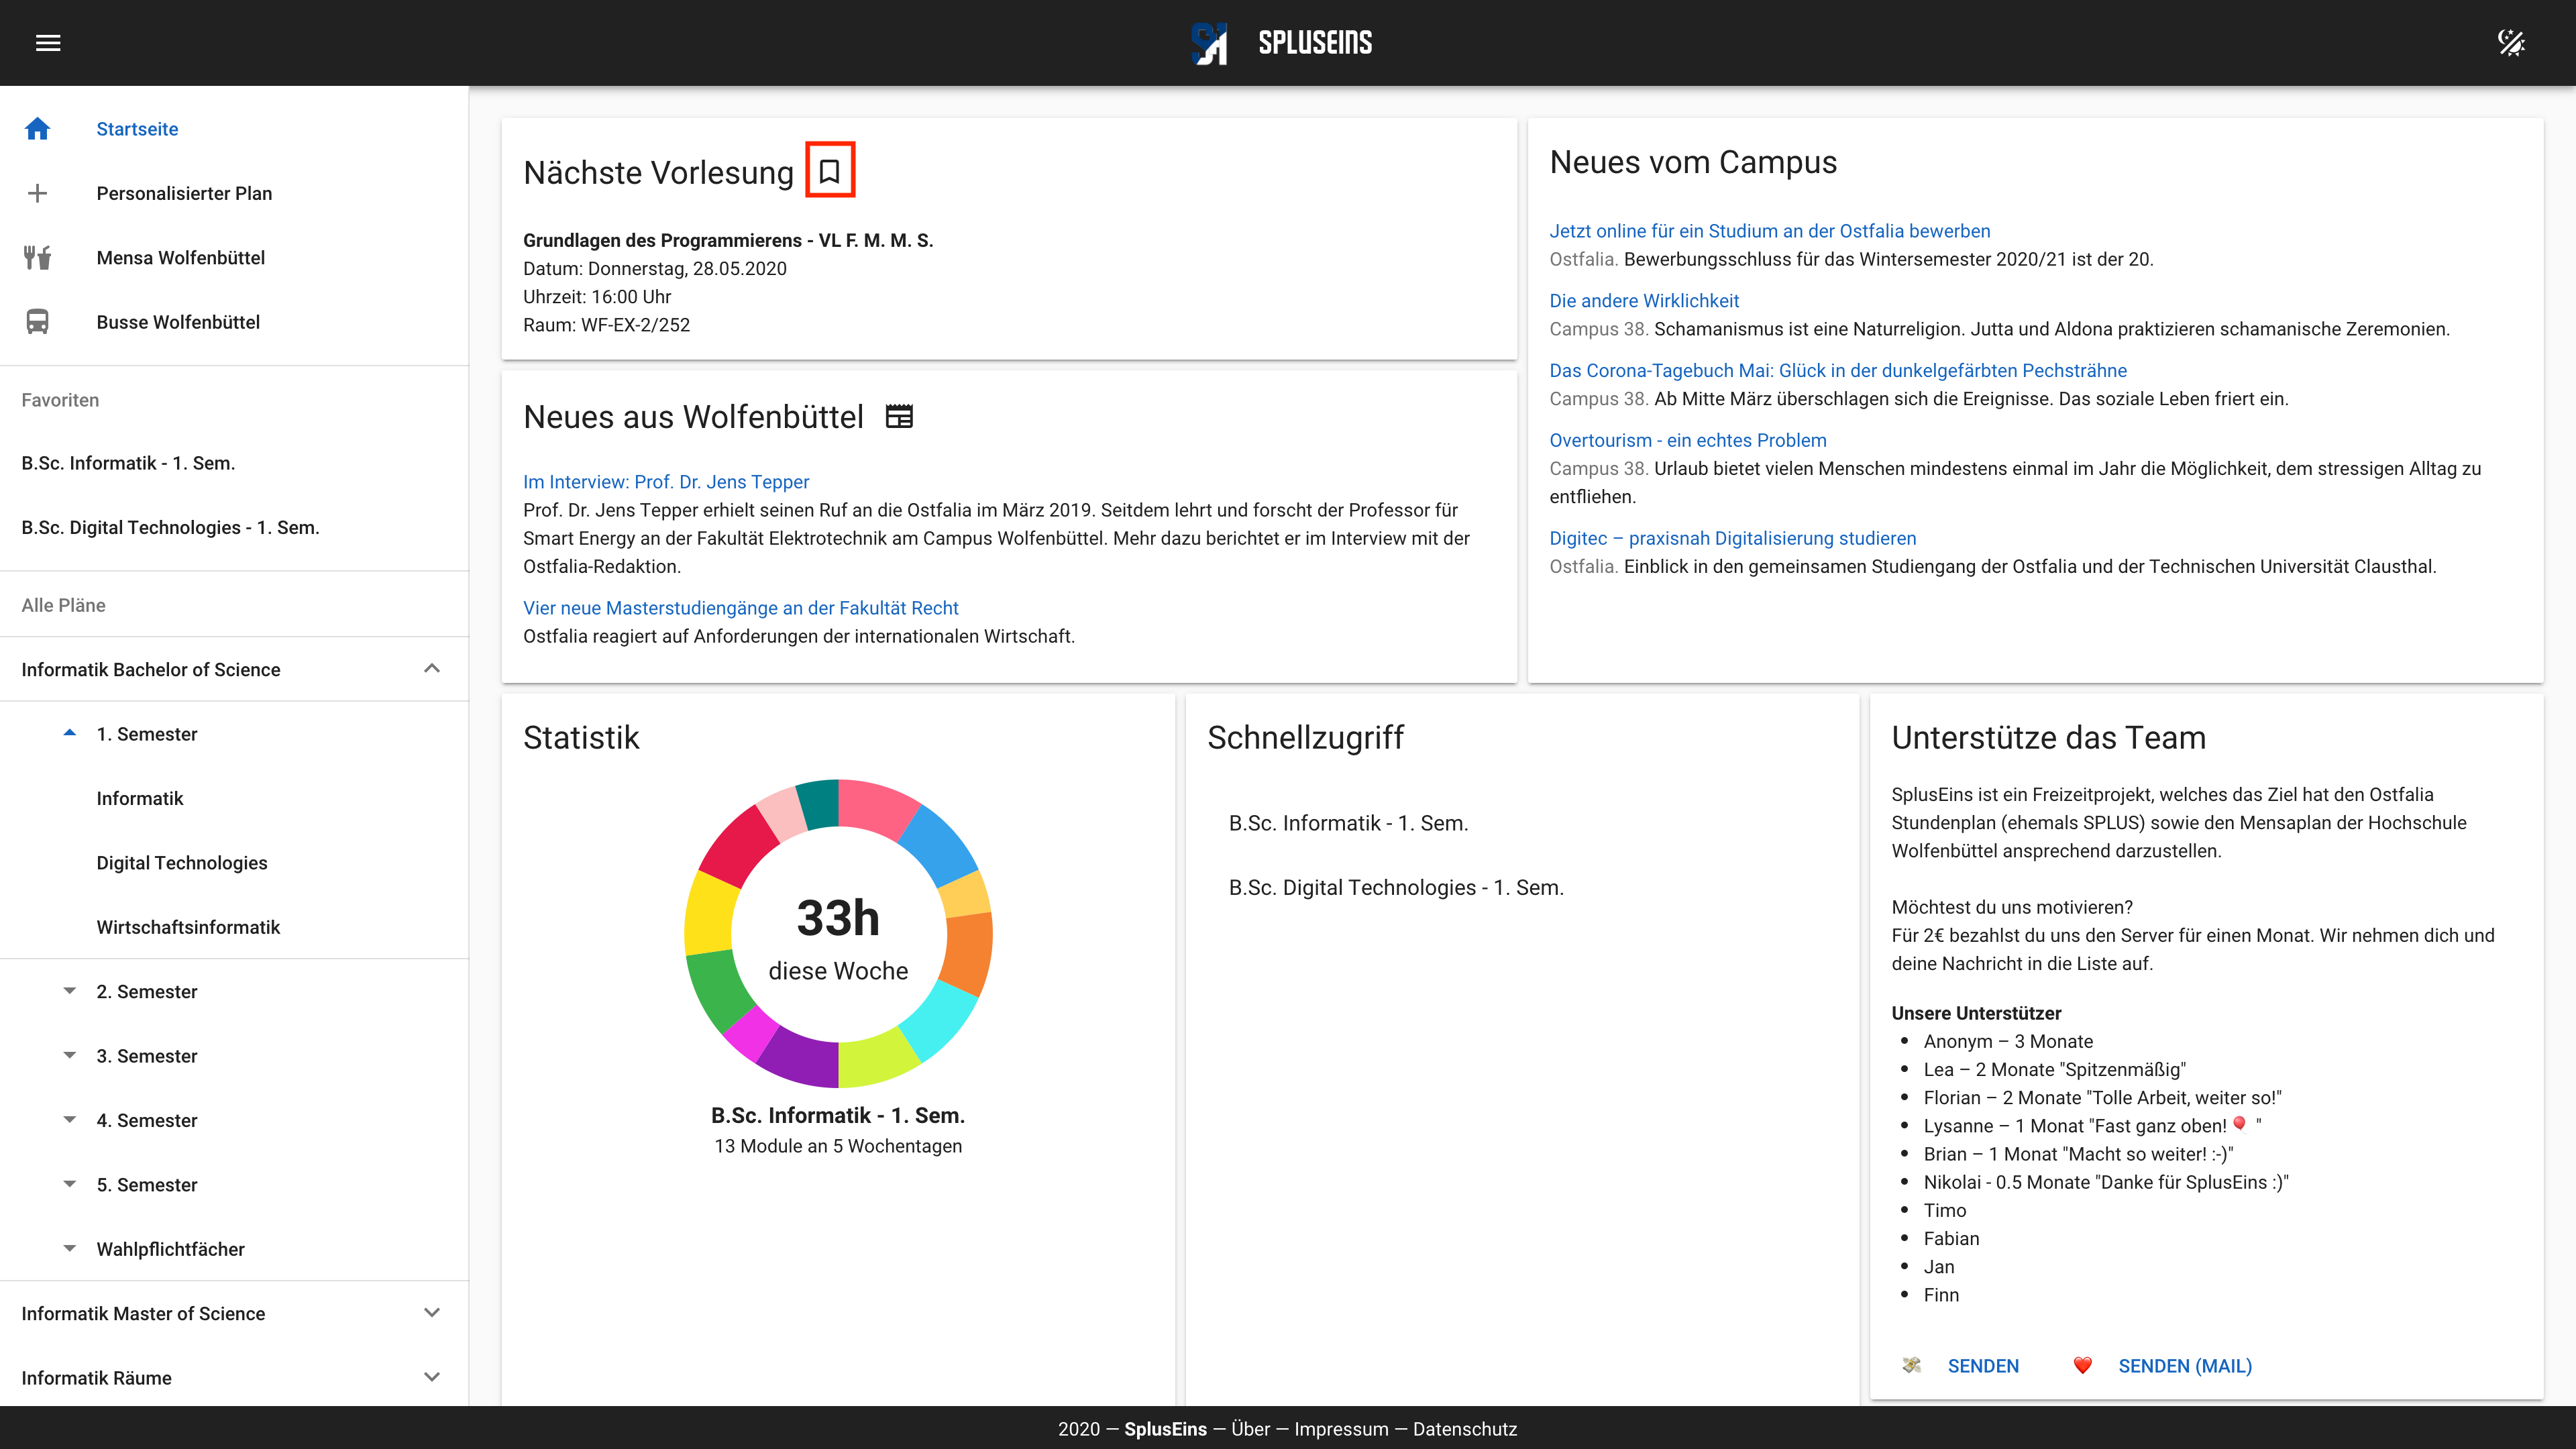 SPLUSEINS
Startseite
Personalisierter Plan
Mensa Wolfenbüttel
Busse Wolfenbüttel
Favoriten
B.Sc. Informatik - 1. Sem.
B.Sc. Digital Technologies - 1. Sem.
Alle Pläne
Informatik Bachelor of Science
1. Semester
Informatik
Digital Technologies
Wirtschaftsinformatik
2. Semester
3. Semester
4. Semester
5. Semester
Wahlpflichtfächer
Informatik Master of Science
Informatik Räume
Nächste Vorlesung
Grundlagen des Programmierens - VL F. M. M. S.
Datum: Donnerstag, 28.05.2020
Uhrzeit: 16:00 Uhr
Raum: WF-EX-2/252
Neues aus Wolfenbüttel
Im Interview: Prof. Dr. Jens Tepper
Prof. Dr. Jens Tepper erhielt seinen Ruf an die Ostfalia im März 2019. Seitdem lehrt und forscht der Professor für
Smart Energy an der Fakultät Elektrotechnik am Campus Wolfenbüttel. Mehr dazu berichtet er im Interview mit der
Ostfalia-Redaktion.
Vier neue Masterstudiengänge an der Fakultät Recht
Ostfalia reagiert auf Anforderungen der internationalen Wirtschaft.
Neues vom Campus
Jetzt online für ein Studium an der Ostfalia bewerben
Ostfalia. Bewerbungsschluss für das Wintersemester 2020/21 ist der 20.
Die andere Wirklichkeit
Campus 38. Schamanismus ist eine Naturreligion. Jutta und Aldona praktizieren schamanische Zeremonien.
Das Corona-Tagebuch Mai: Glück in der dunkelgefärbten Pechsträhne
Campus 38. Ab Mitte März überschlagen sich die Ereignisse. Das soziale Leben friert ein.
Overtourism - ein echtes Problem
Campus 38. Urlaub bietet vielen Menschen mindestens einmal im Jahr die Möglichkeit, dem stressigen Alltag zu
entfliehen.
Digitec – praxisnah Digitalisierung studieren
Ostfalia. Einblick in den gemeinsamen Studiengang der Ostfalia und der Technischen Universität Clausthal.
Statistik
33h
diese Woche
B.Sc. Informatik - 1. Sem.
13 Module an 5 Wochentagen
Schnellzugriff
B.Sc. Informatik - 1. Sem.
B.Sc. Digital Technologies - 1. Sem.
Unterstütze das Team
SplusEins ist ein Freizeitprojekt, welches das Ziel hat den Ostfalia
Stundenplan (ehemals SPLUS) sowie den Mensaplan der Hochschule
Wolfenbüttel ansprechend darzustellen.
Möchtest du uns motivieren?
Für 2€ bezahlst du uns den Server für einen Monat. Wir nehmen dich und
deine Nachricht in die Liste auf.
Unsere Unterstützer
• Anonym – 3 Monate
• Lea – 2 Monate "Spitzenmäßig"
• Florian – 2 Monate "Tolle Arbeit, weiter so!"
• Lysanne – 1 Monat "Fast ganz oben!🎈 "
• Brian – 1 Monat "Macht so weiter! :-)"
• Nikolai - 0.5 Monate "Danke für SplusEins :)"
• Timo
• Fabian
• Jan
• Finn
💸 SENDEN ❤️ SENDEN (MAIL)
2020 — SplusEins — Über — Impressum — Datenschutz